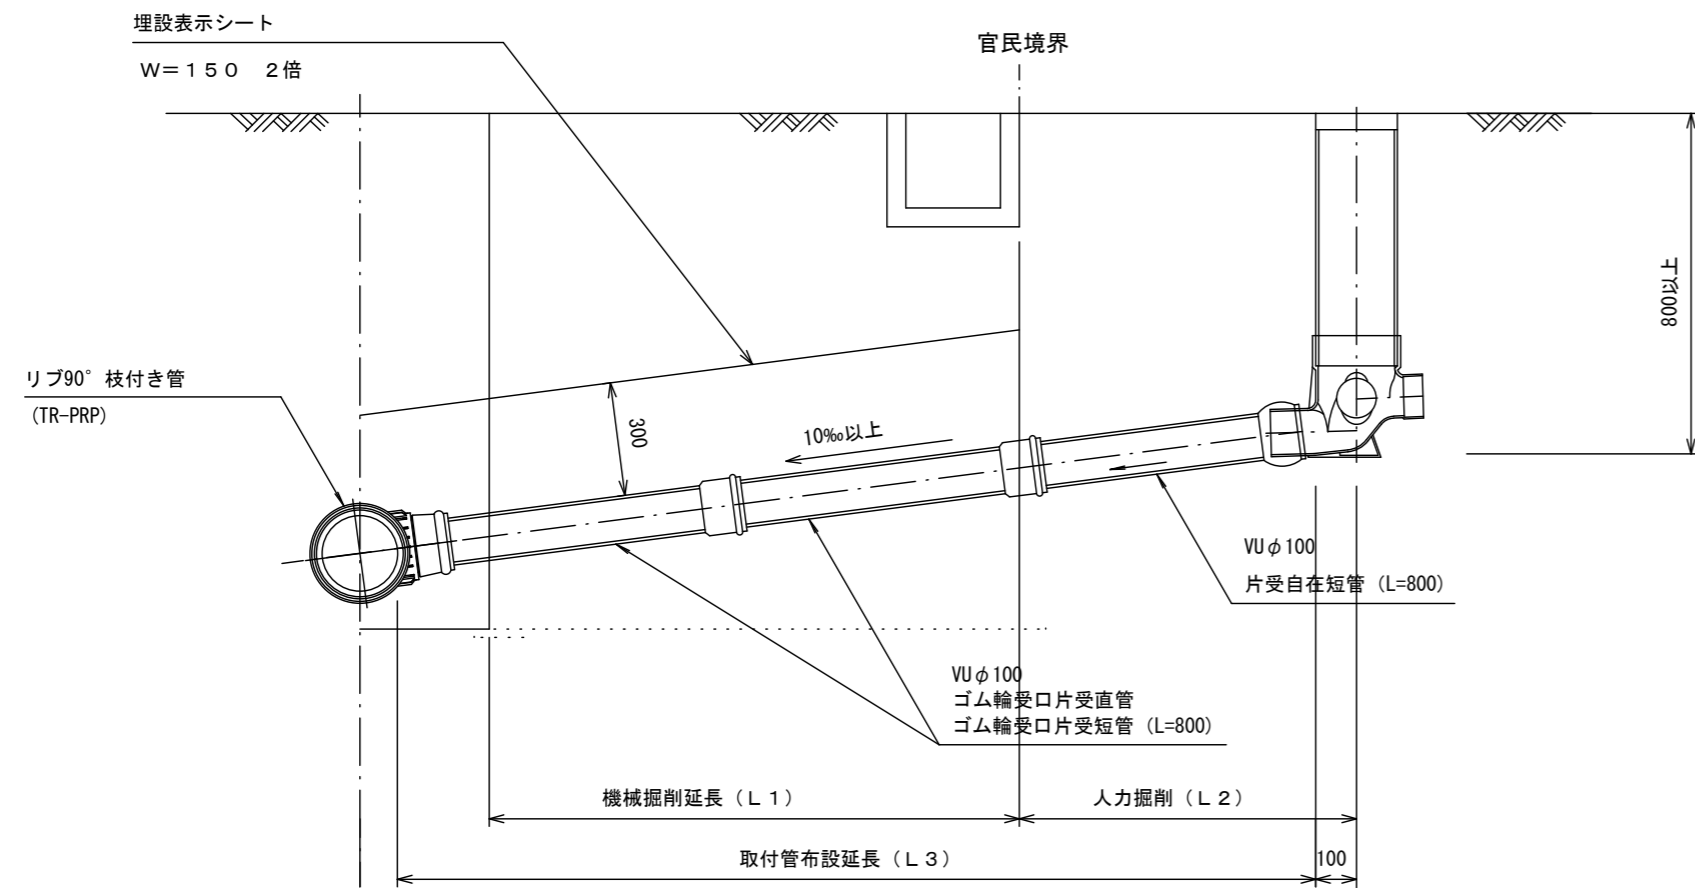 埋設表示シート
W=150 2倍
官民境界
800以上
リブ90°枝付き管
(TR-PRP)
300
10‰以上
VUφ100
片受自在短管 (L=800)
VUφ100
ゴム輪受口片受直管
ゴム輪受口片受短管 (L=800)
機械掘削延長(L1)
人力掘削(L2)
取付管布設延長(L3)
100